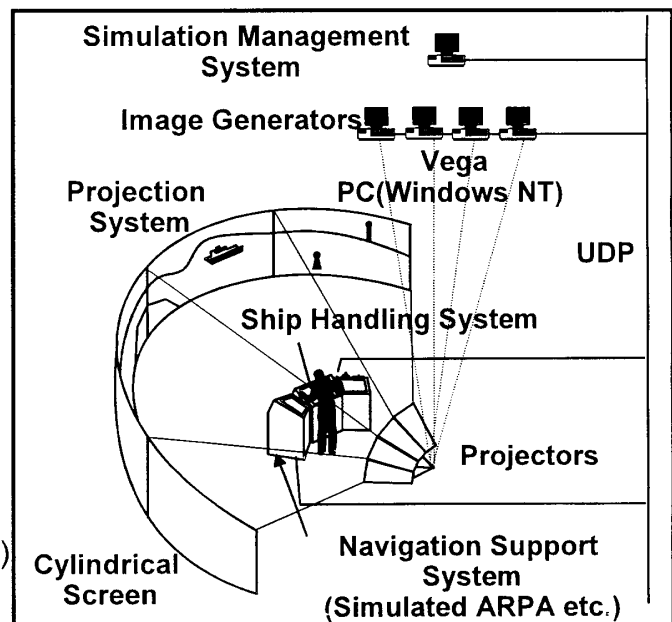 Simulation Management
System
Image Generators
Vega
PC(Windows NT)
Projection
System
UDP
Ship Handling System
Projectors
)
Cylindrical
Screen
Navigation Support
System
(Simulated ARPA etc.)